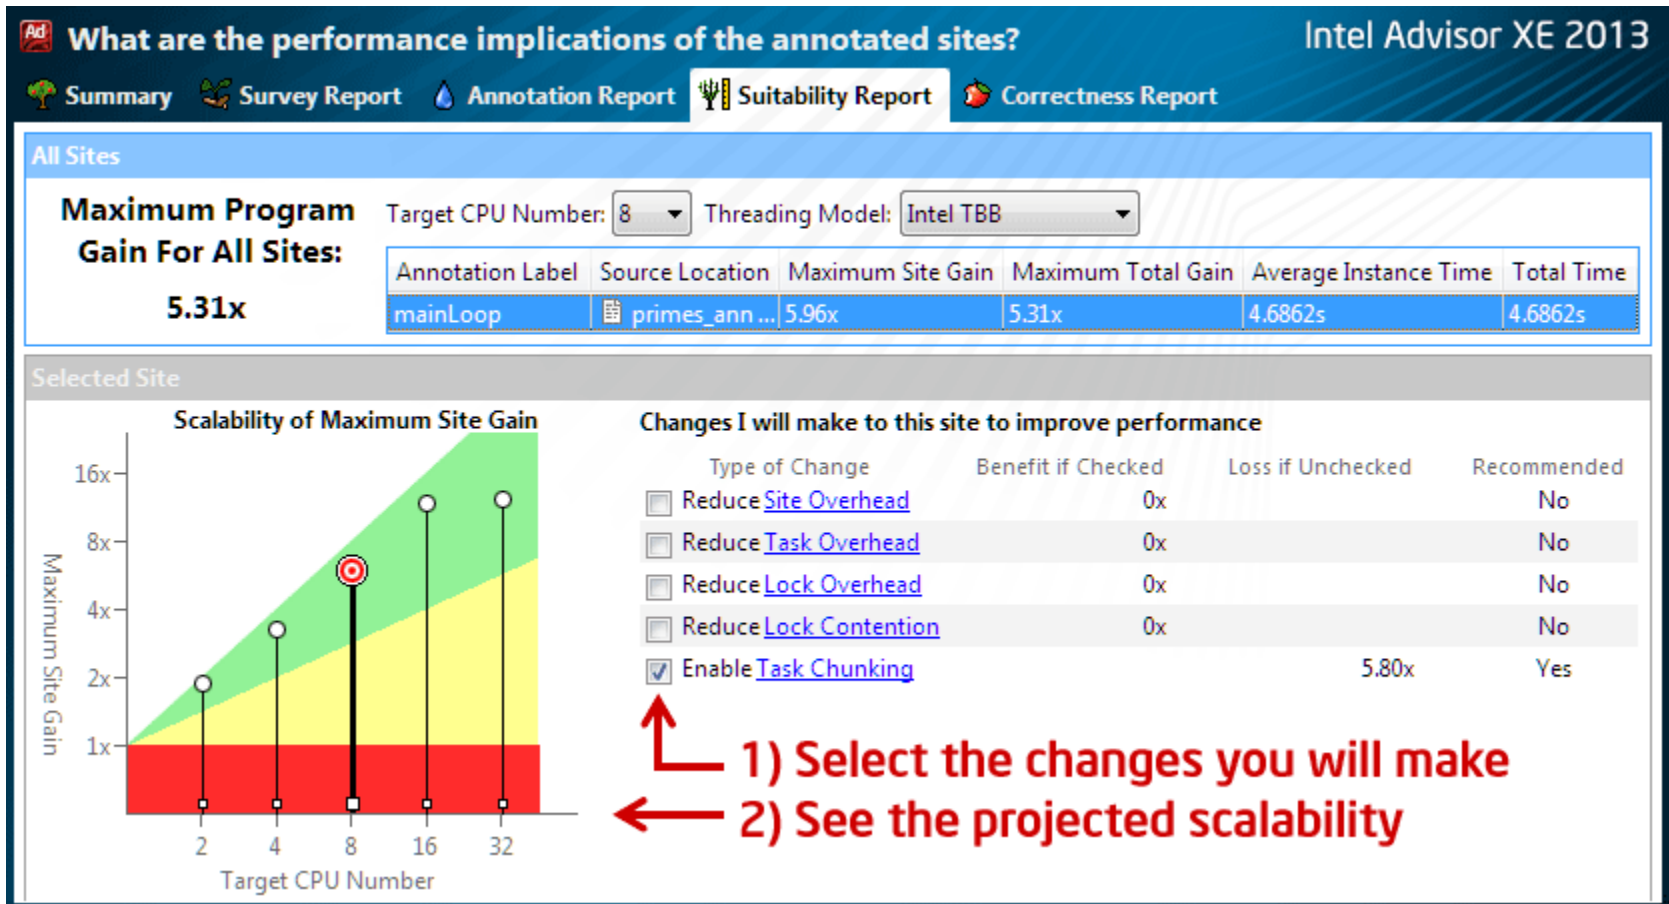 Ad What are the performance implications of the annotated sites? Intel Advisor XE 2013
Summary Survey Report Annotation Report Suitability Report Correctness Report
All Sites
Maximum Program
Gain For All Sites:
5.31x
Target CPU Number: 8 Threading Model: Intel TBB
Annotation Label Source Location Maximum Site Gain Maximum Total Gain Average Instance Time Total Time
mainLoop primes_ann ... 5.96x 5.31x 4.6862s 4.6862s
Selected Site
Scalability of Maximum Site Gain
16x
8x
4x
2x
1x
Maximum Site Gain
2 4 8 16 32
Target CPU Number
Changes I will make to this site to improve performance
Type of Change Benefit if Checked Loss if Unchecked Recommended
Reduce Site Overhead 0x No
Reduce Task Overhead 0x No
Reduce Lock Overhead 0x No
Reduce Lock Contention 0x No
Enable Task Chunking 5.80x Yes
1) Select the changes you will make
2) See the projected scalability